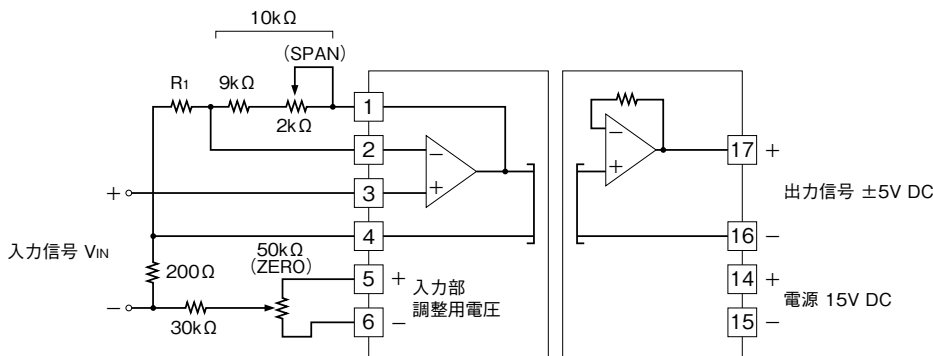 10kΩ
(SPAN)
R1
9kΩ
2kΩ
1
2
3
4
5
6
−
+
+
入力信号 VIN
−
200Ω
30kΩ
50kΩ
(ZERO)
+
−
入力部
調整用電圧
−
+
17 +
出力信号 ±5V DC
16 −
14 +
電源 15V DC
15 −